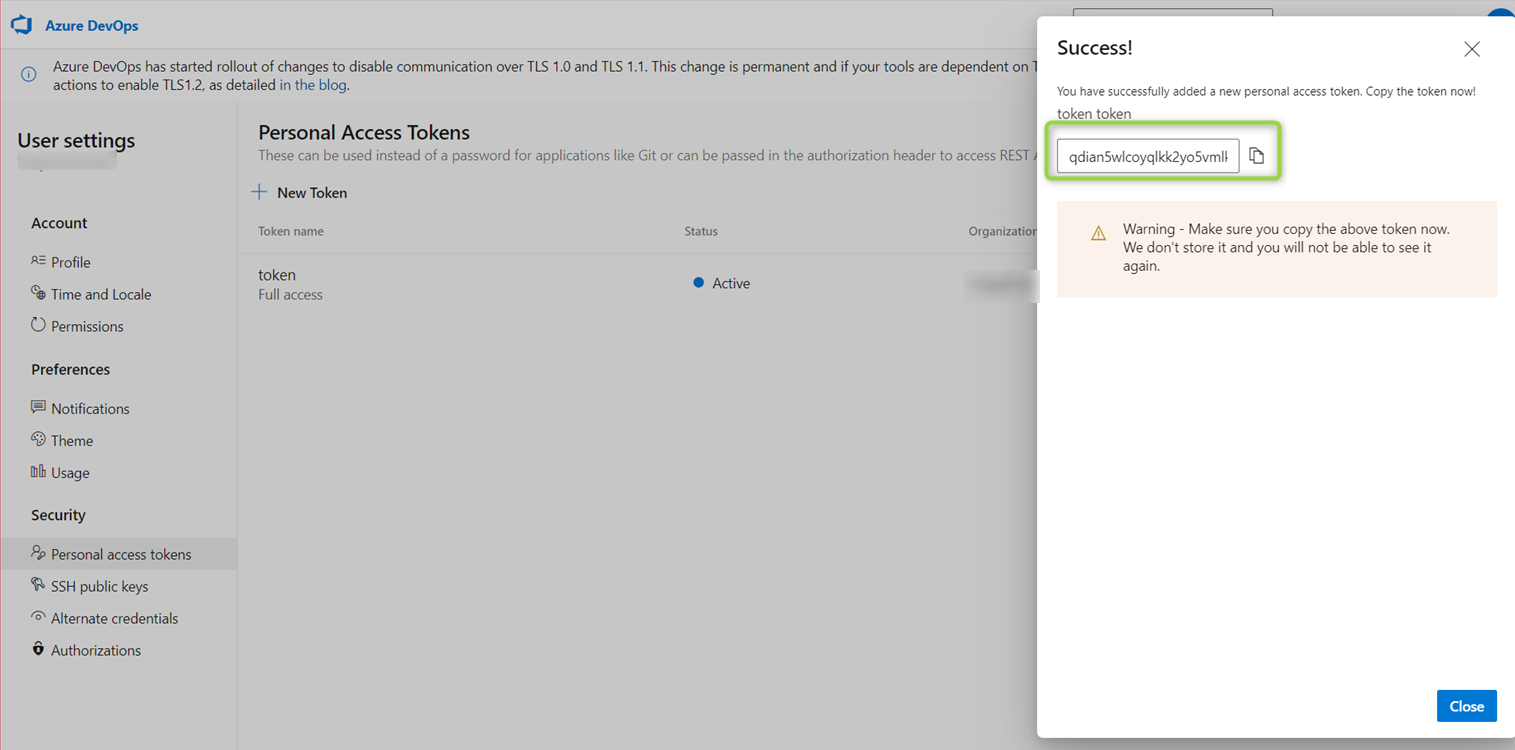 Azure DevOps
Azure DevOps has started rollout of changes to disable communication over TLS 1.0 and TLS 1.1. This change is permanent and if your tools are dependent on
actions to enable TLS1.2, as detailed in the blog.
User settings
Account
Profile
Time and Locale
Permissions
Preferences
Notifications
Theme
Usage
Security
Personal access tokens
SSH public keys
Alternate credentials
Authorizations
Personal Access Tokens
These can be used instead of a password for applications like Git or can be passed in the authorization header to access REST
New Token
Token name Status Organization
token
Full access
Active
Success!
You have successfully added a new personal access token. Copy the token now!
token token
qdian5wlcoyqlkk2yo5vml
Warning - Make sure you copy the above token now.
We don't store it and you will not be able to see it
again.
Close